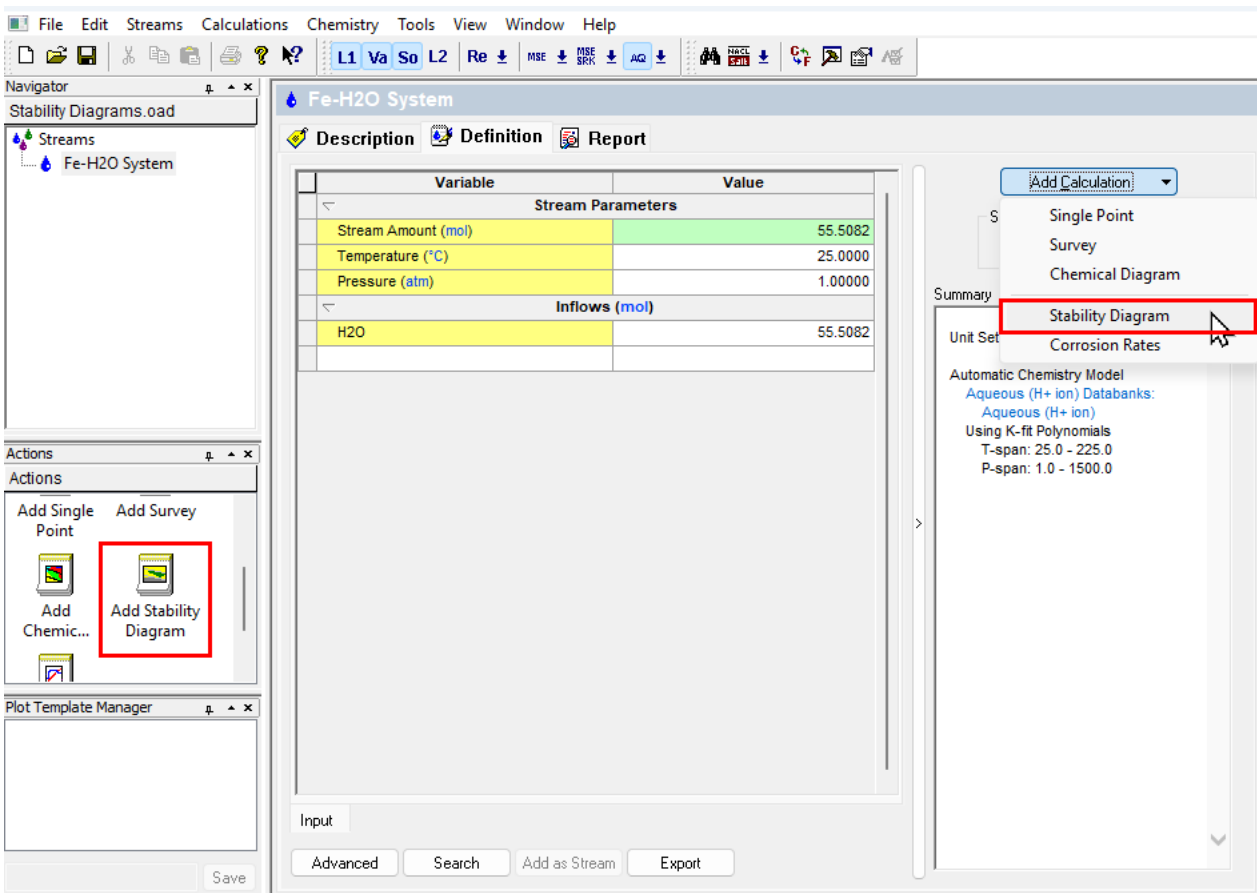 File Edit Streams Calculations Chemistry Tools View Window Help
L1 Va So L2 Re MSE MSE SRK AQ
Navigator
Stability Diagrams.oad
Streams
Fe-H2O System
Actions
Actions
Add Single Point
Add Survey
Add Chemic...
Add Stability Diagram
Plot Template Manager
Save
Fe-H2O System
Description Definition Report
Variable Value
Stream Parameters
Stream Amount (mol) 55.5082
Temperature (°C) 25.0000
Pressure (atm) 1.00000
Inflows (mol)
H2O 55.5082
Input
Advanced Search Add as Stream Export
Add Calculation
Single Point
Survey
Chemical Diagram
Stability Diagram
Corrosion Rates
S
Summary
Unit Set
Automatic Chemistry Model
Aqueous (H+ ion) Databanks:
Aqueous (H+ ion)
Using K-fit Polynomials
T-span: 25.0 - 225.0
P-span: 1.0 - 1500.0